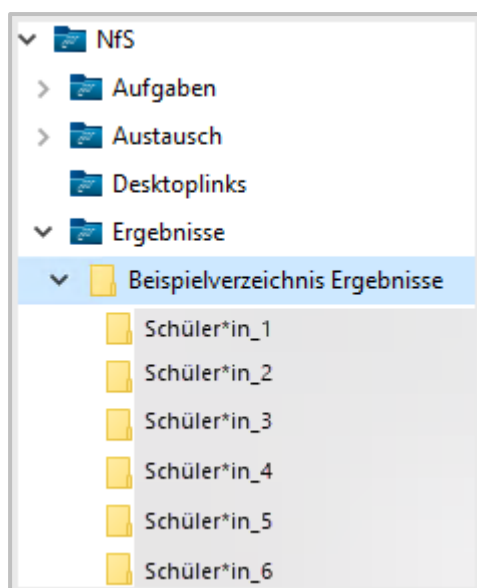 NfS
Aufgaben
Austausch
Desktoplinks
Ergebnisse
Beispielverzeichnis Ergebnisse
Schüler*in_1
Schüler*in_2
Schüler*in_3
Schüler*in_4
Schüler*in_5
Schüler*in_6